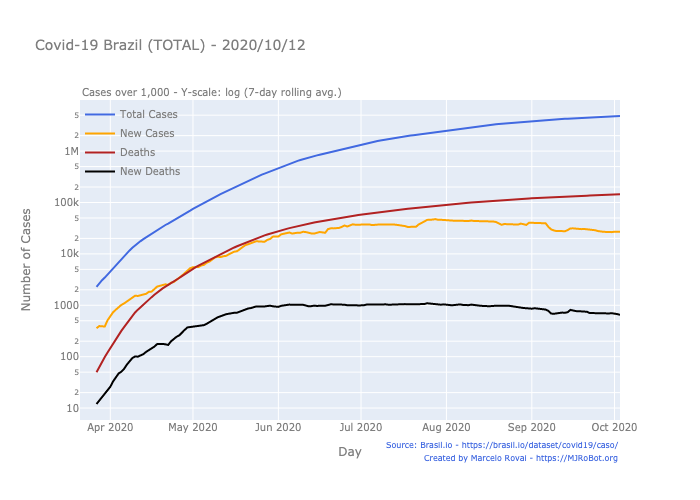 Covid-19 Brazil (TOTAL) - 2020/10/12
Cases over 1,000 - Y-scale: log (7-day rolling avg.)
Total Cases
New Cases
Deaths
New Deaths
Number of Cases
5
2
1M
5
2
100k
5
2
10k
5
2
1000
5
2
100
5
2
10
Apr 2020
May 2020
Jun 2020
Jul 2020
Aug 2020
Sep 2020
Oct 2020
Day
Source: Brasil.io - https://brasil.io/dataset/covid19/caso/
Created by Marcelo Rovai - https://MJRoBot.org